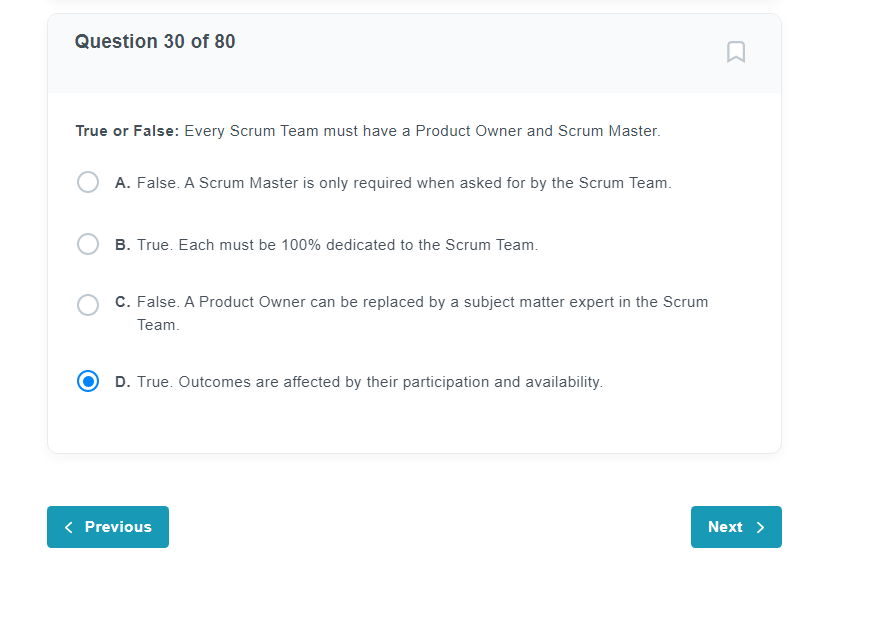 Question 30 of 80
True or False: Every Scrum Team must have a Product Owner and Scrum Master.
A. False. A Scrum Master is only required when asked for by the Scrum Team.
B. True. Each must be 100% dedicated to the Scrum Team.
C. False. A Product Owner can be replaced by a subject matter expert in the Scrum
Team.
D. True. Outcomes are affected by their participation and availability.
Previous
Next